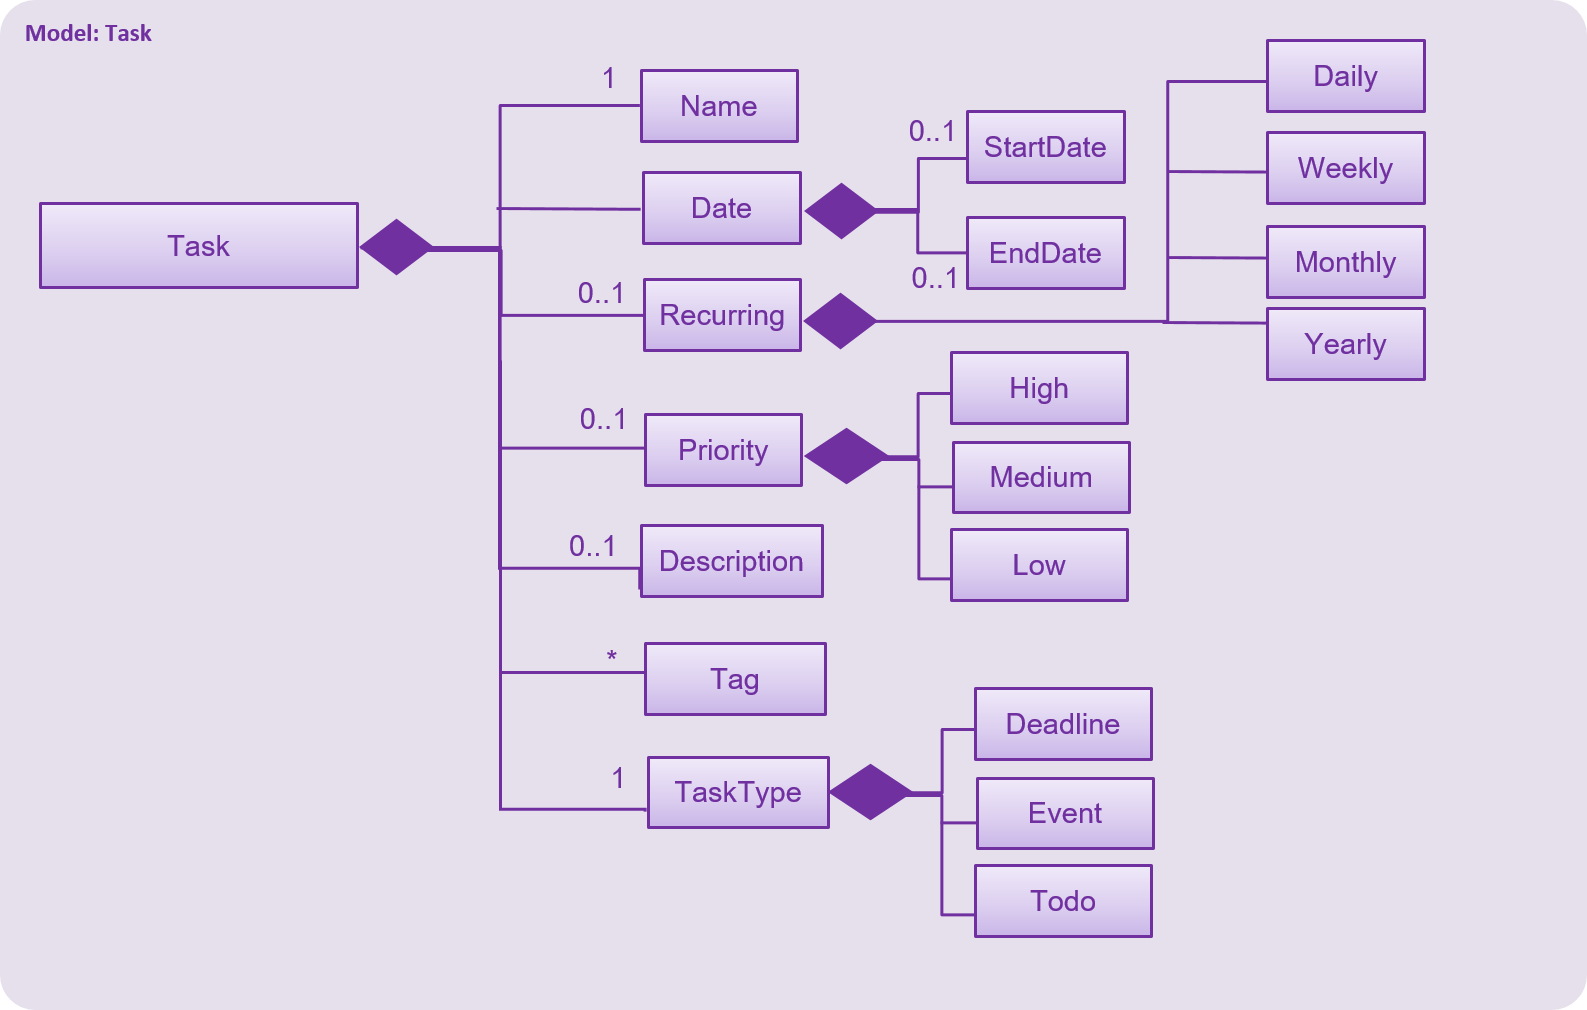 Model: Task
Task
1
Name
Date
0..1
StartDate
EndDate
0..1
0..1
Recurring
Daily
Weekly
Monthly
Yearly
0..1
Priority
High
Medium
Low
0..1
Description
*
Tag
1
TaskType
Deadline
Event
Todo